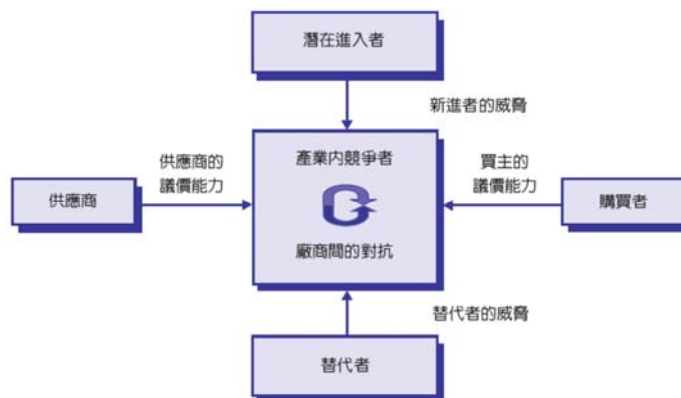 潛在進入者
新進者的威脅
供應商的
議價能力
產業內競爭者
買主的
議價能力
供應商
購買者
廠商間的對抗
替代者的威脅
替代者